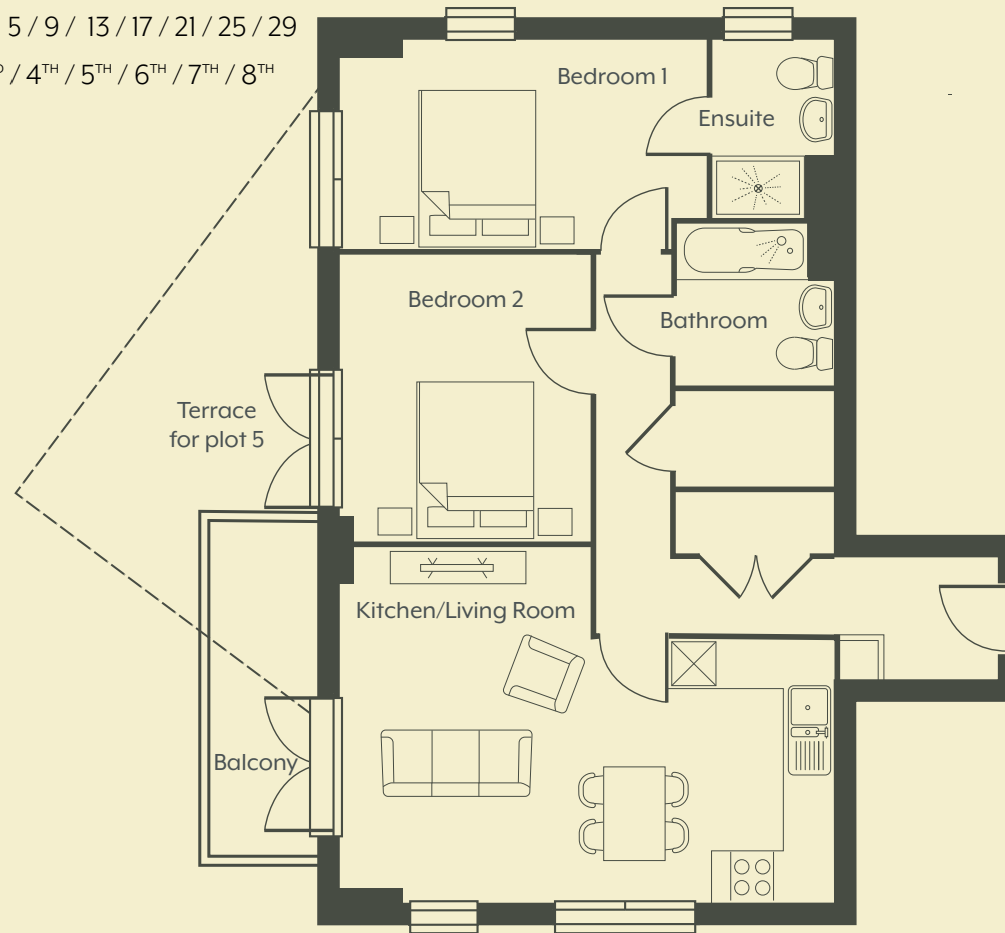 5 / 9 / 13 / 17 / 21 / 25 / 29
/ 4TH / 5TH / 6TH / 7TH / 8TH
Bedroom 1
Ensuite
Bedroom 2
Bathroom
Terrace
for plot 5
Kitchen/Living Room
Balcony